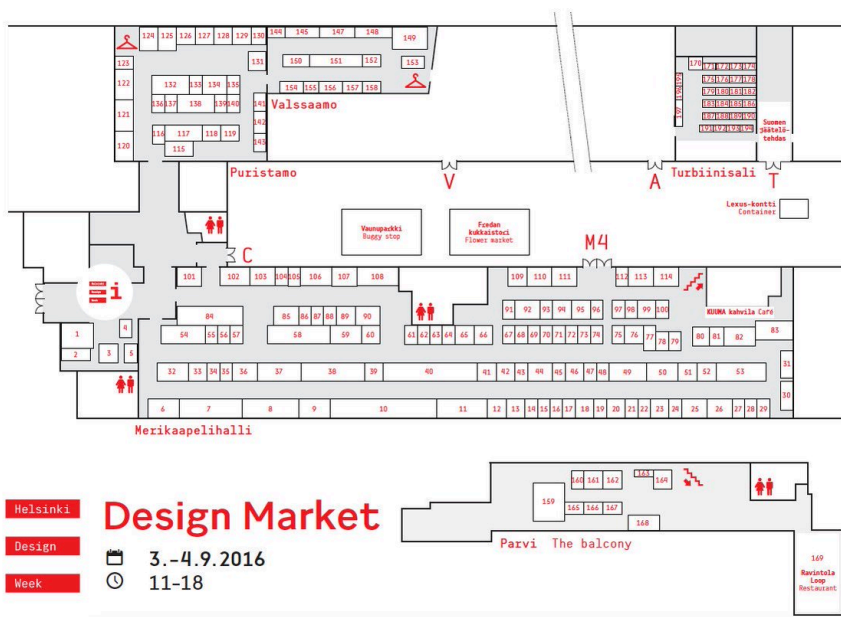 124 125 126 127 128 129 130
144 145 147 148
149
131
150 151 152
153
123
122
132 133 134 135
154 155 156 157 158
136 137 138 139 140
141
Valssaamo
121
142
116 117 118 119
143
120
115
170 171 172 173 174
175 176 177 178
179 180 181 182
183 184 185 186
187 188 189 190
191 192 193 194
197
Suomen
jäätelö-
tehdas
Puristamo
V
A
Turbiinisali
T
Lexus-kontti
Container
Vaunupaikki
Buggy stop
Fredan
kukkaistoci
Flower market
C
M4
101 102 103 104 105 106 107 108
109 110 111
112 113 114
i
84
85 86 87 88 89 90
91 92 93 94 95 96
97 98 99 100
KUUMA kahvila Café
1
4
54 55 56 57
58 59 60
61 62 63 64 65 66
67 68 69 70 71 72 73 74
75 76 77 78 79
80 81 82
83
2
3
5
32 33 34 35 36 37 38 39 40 41 42 43 44 45 46 47 48 49 50 51 52 53
31
30
6 7 8 9 10 11 12 13 14 15 16 17 18 19 20 21 22 23 24 25 26 27 28 29
Merikaapelihalli
Helsinki
Design
Week
Design Market
3.–4.9.2016
11–18
160 161 162
163
164
159
165 166 167
168
Parvi The balcony
169
Ravintola
Loop
Restaurant